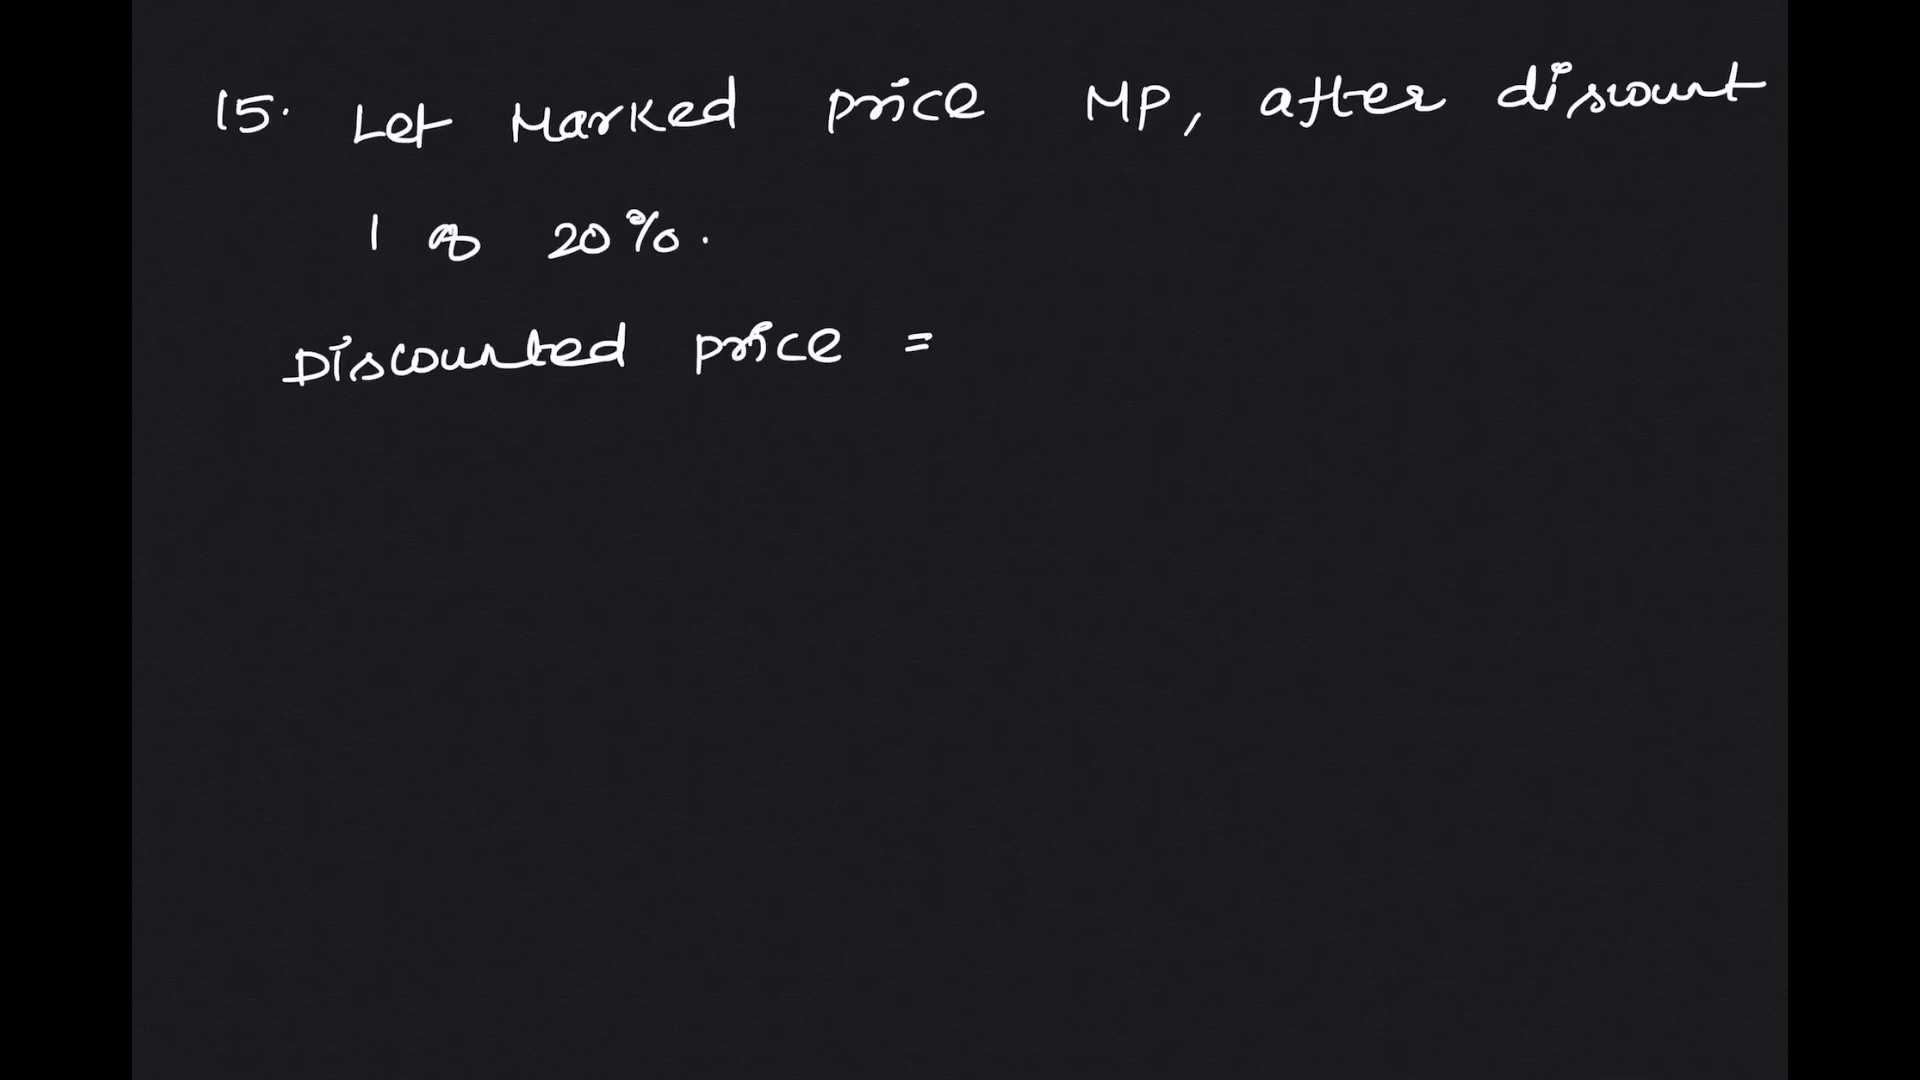 15. Let Marked price MP, after discount
1 of 20%.
Discounted price =